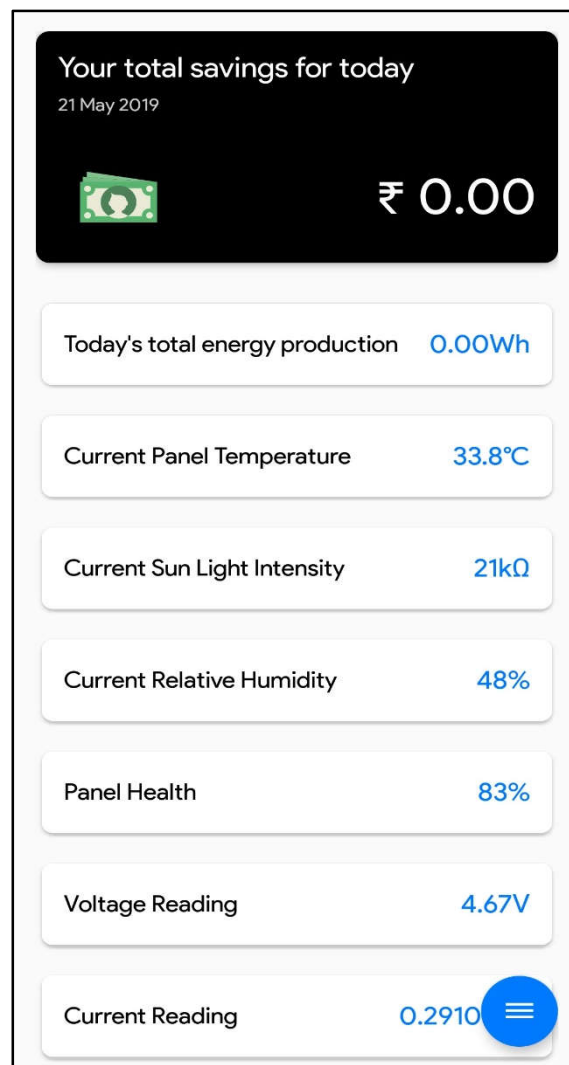 Your total savings for today
21 May 2019
₹ 0.00
Today's total energy production 0.00Wh
Current Panel Temperature 33.8°C
Current Sun Light Intensity 21kΩ
Current Relative Humidity 48%
Panel Health 83%
Voltage Reading 4.67V
Current Reading 0.2910